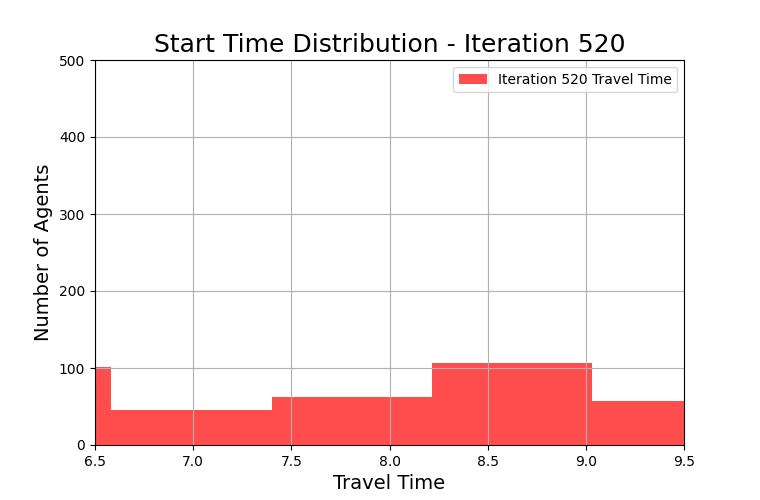 Start Time Distribution - Iteration 520
Iteration 520 Travel Time
500
400
300
200
100
0
Number of Agents
6.5 7.0 7.5 8.0 8.5 9.0 9.5
Travel Time